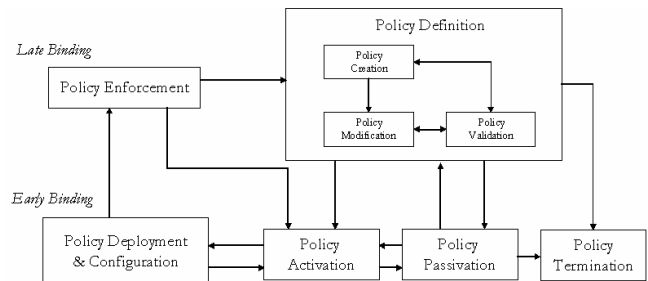 Policy Definition
Late Binding
Policy
Creation
Policy Enforcement
Policy
Modification
Policy
Validation
Early Binding
Policy Deployment
& Configuration
Policy
Activation
Policy
Passivation
Policy
Termination